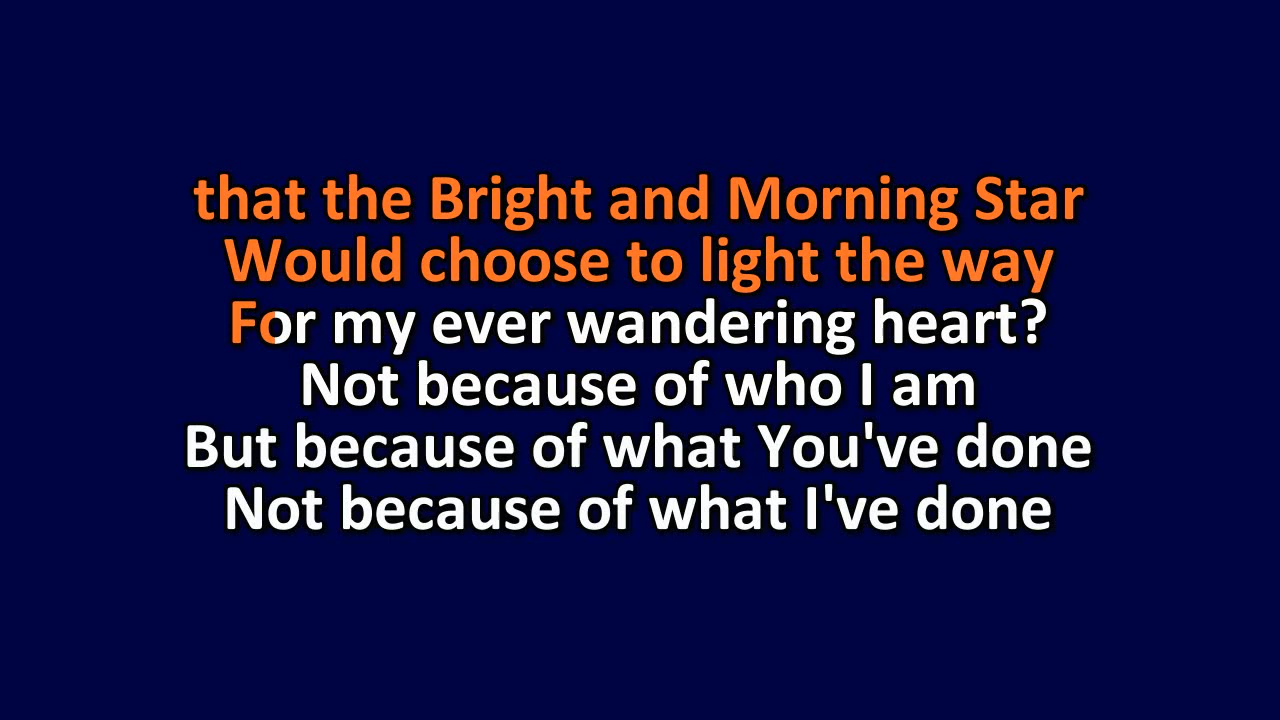 that the Bright and Morning Star
Would choose to light the way
For my ever wandering heart?
Not because of who I am
But because of what You've done
Not because of what I've done